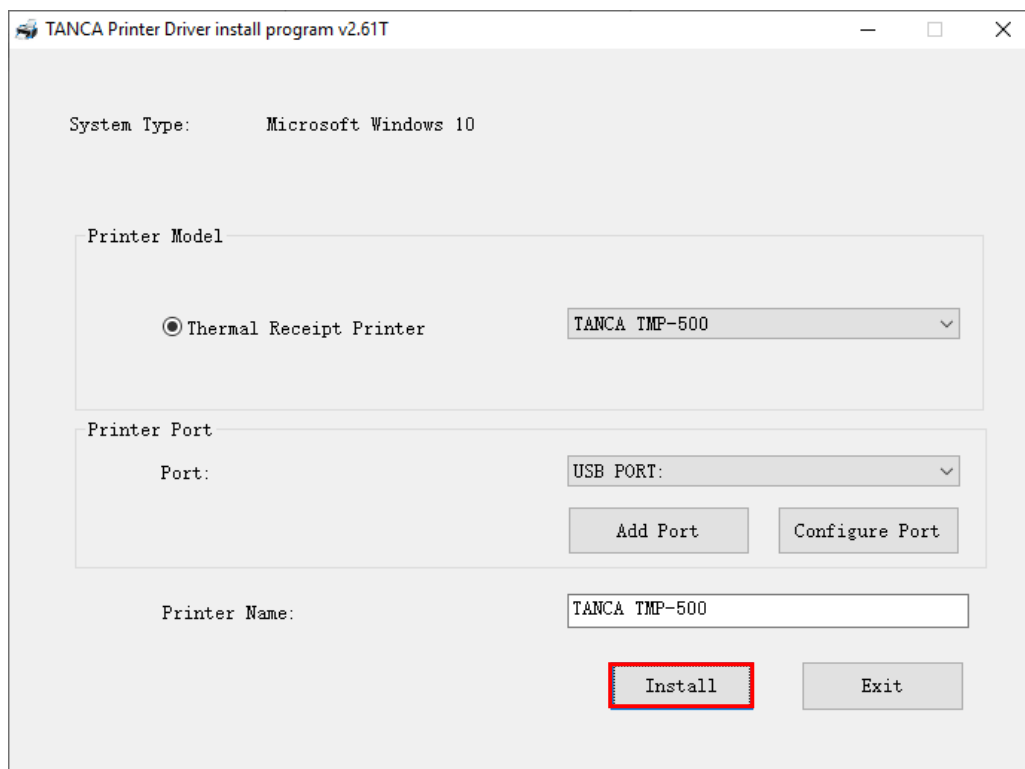 TANCA Printer Driver install program v2.61T
System Type: Microsoft Windows 10
Printer Model
Thermal Receipt Printer TANCA TMP-500
Printer Port
Port: USB PORT:
Add Port Configure Port
Printer Name: TANCA TMP-500
Install Exit